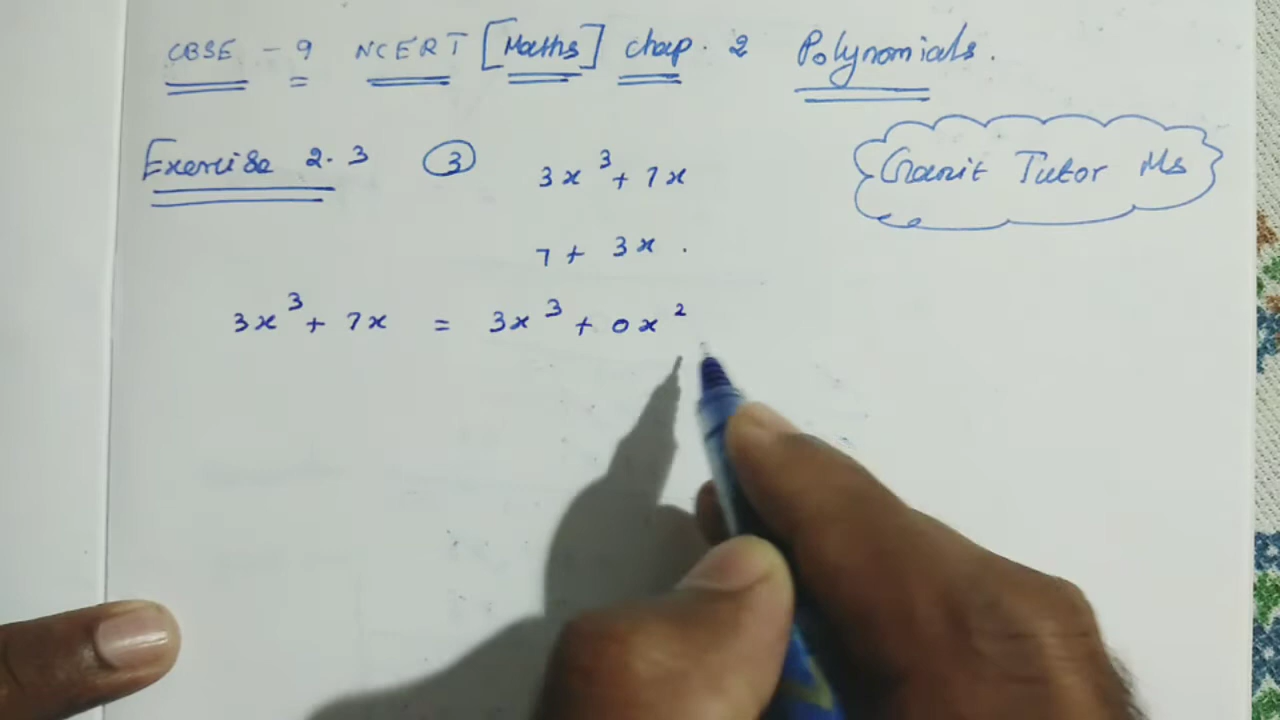 CBSE - 9 NCERT [Maths] Chap. 2 Polynomials.
Exercise 2.3 ③ 3x³ + 7x
Ganit Tutor Ms
7 + 3x.
3x³ + 7x = 3x³ + 0x²